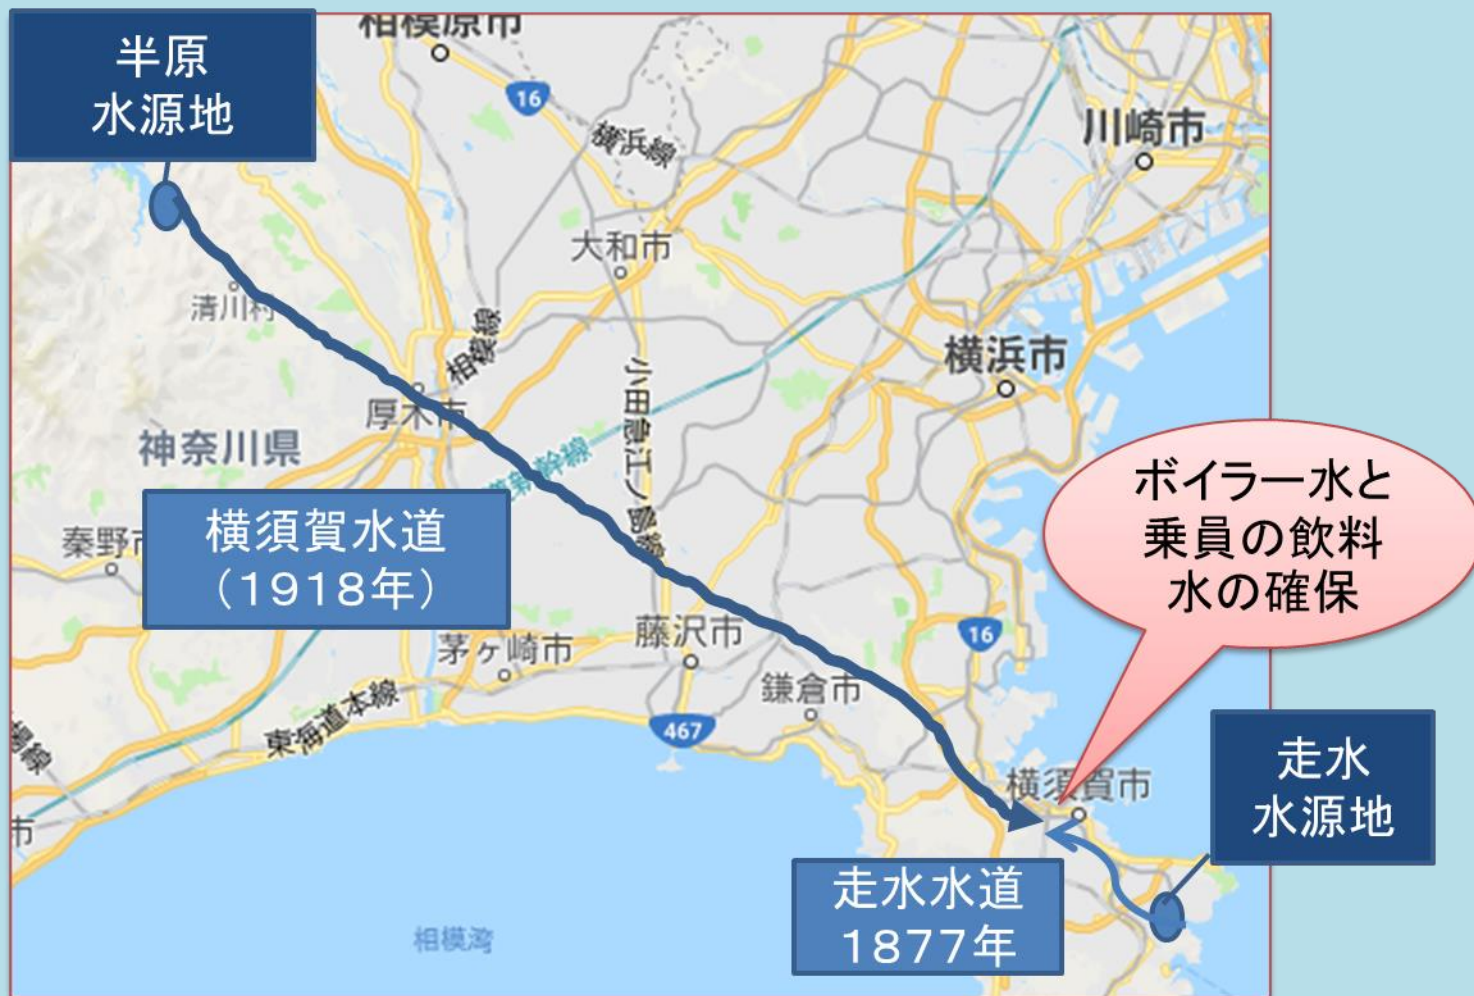 半原
水源地
相模原市
16
横浜線
川崎市
大和市
清川村
相模線
横浜市
厚木市
神奈川県
小田急江ノ島線
新幹線
ボイラー水と
乗員の飲料
水の確保
秦野市
横須賀水道
(1918年)
藤沢市
16
茅ヶ崎市
鎌倉市
東海道本線
467
横須賀市
走水
水源地
市
走水水道
1877年
相模湾